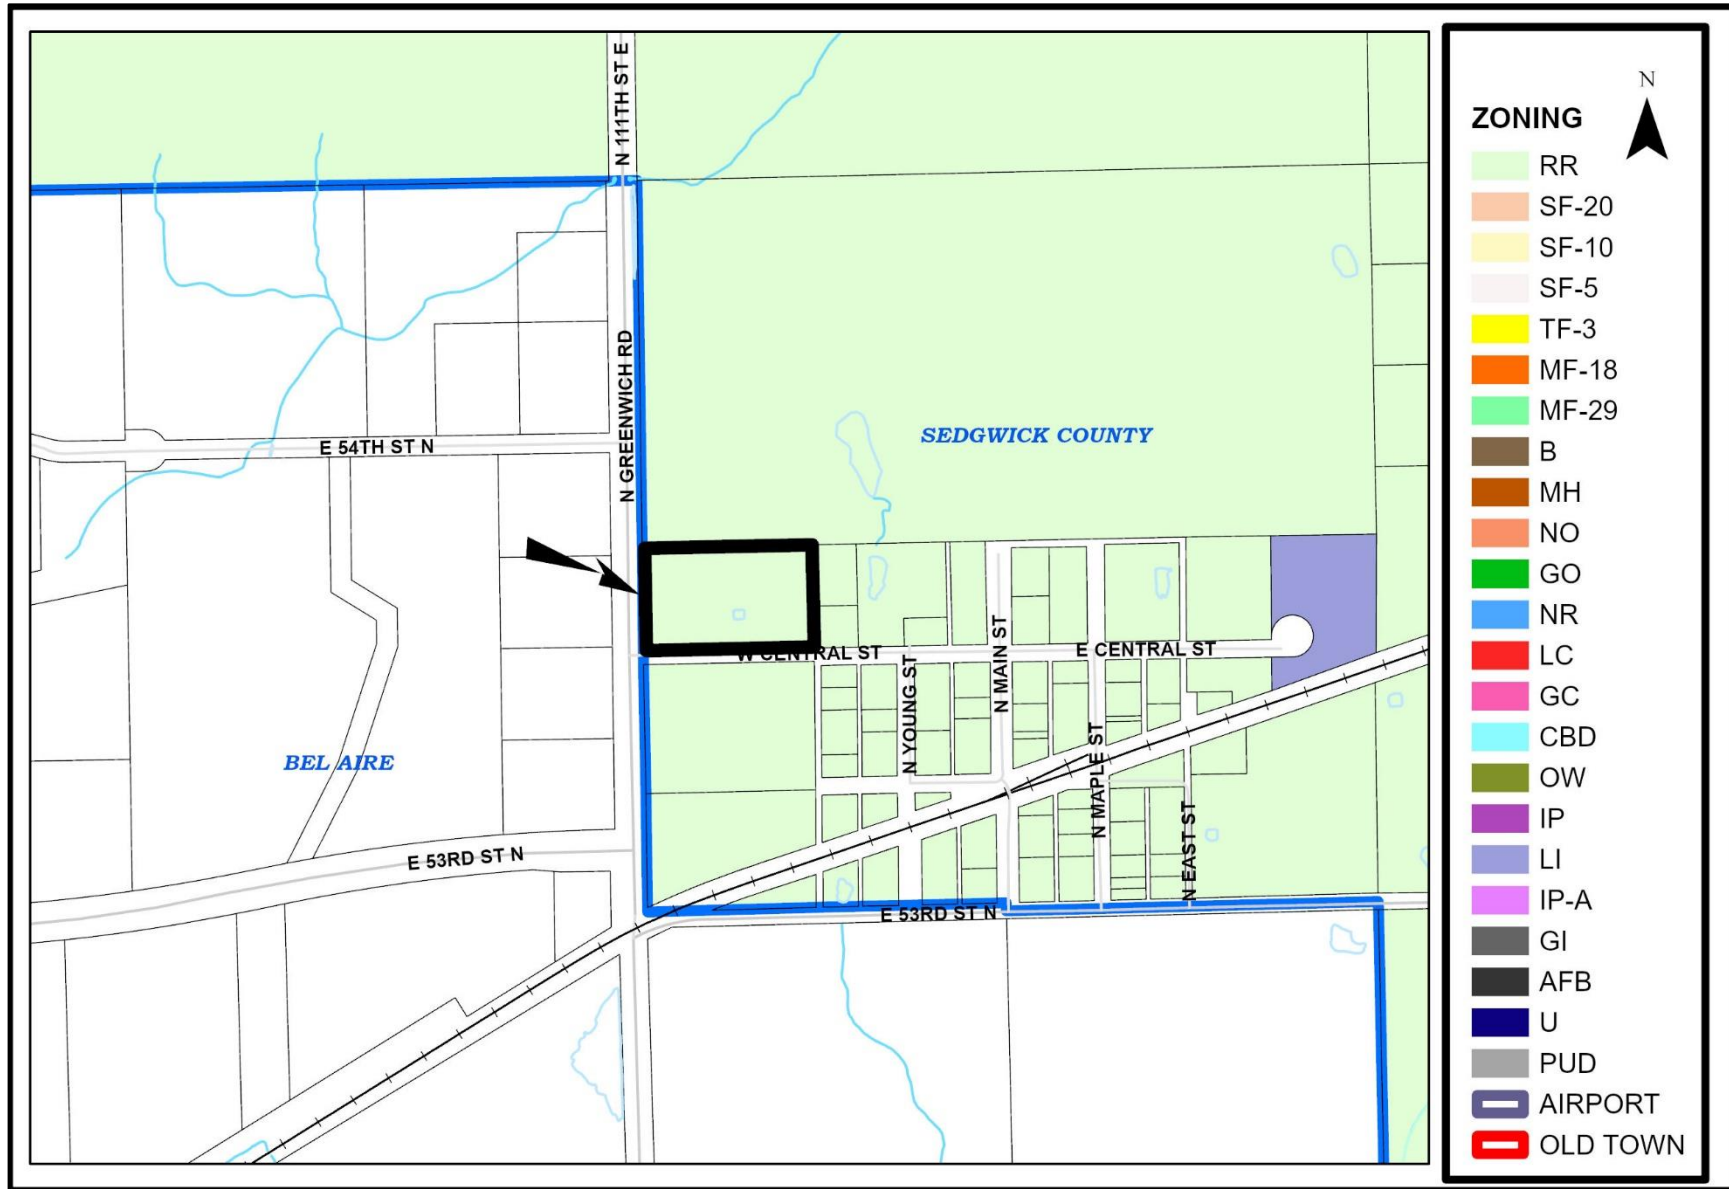 N 111TH ST E
N GREENWICH RD
E 54TH ST N
SEDGWICK COUNTY
W CENTRAL ST
E CENTRAL ST
N MAIN ST
N YOUNG ST
N MAPLE ST
N EAST ST
BEL AIRE
E 53RD ST N
E 53RD ST N
N
ZONING
RR
SF-20
SF-10
SF-5
TF-3
MF-18
MF-29
B
MH
NO
GO
NR
LC
GC
CBD
OW
IP
LI
IP-A
GI
AFB
U
PUD
AIRPORT
OLD TOWN